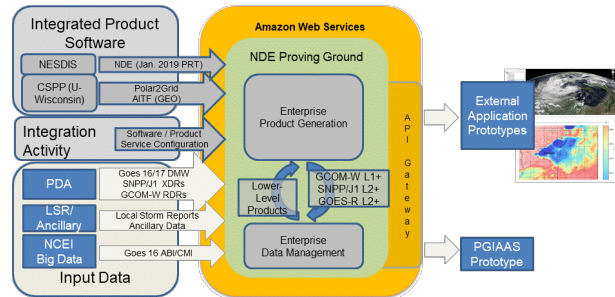 Integrated Product
Software
NESDIS
NDE (Jan. 2019 PRT)
CSPP (U-
Wisconsin)
Polar2Grid
AITF (GEO)
Integration
Activity
Software / Product
Service Configuration
PDA
Goes 16/17 DMW
SNPP/J1 XDRs
GCOM-W RDRs
LSR/
Ancillary
Local Storm Reports
Ancillary Data
NCEI
Big Data
Goes 16 ABI/CMI
Input Data
Amazon Web Services
NDE Proving Ground
Enterprise
Product Generation
Lower-
Level
Products
GCOM-W L1+
SNPP/J1 L2+
GOES-R L2+
Enterprise
Data Management
API Gateway
External
Application
Prototypes
PGIAAS
Prototype